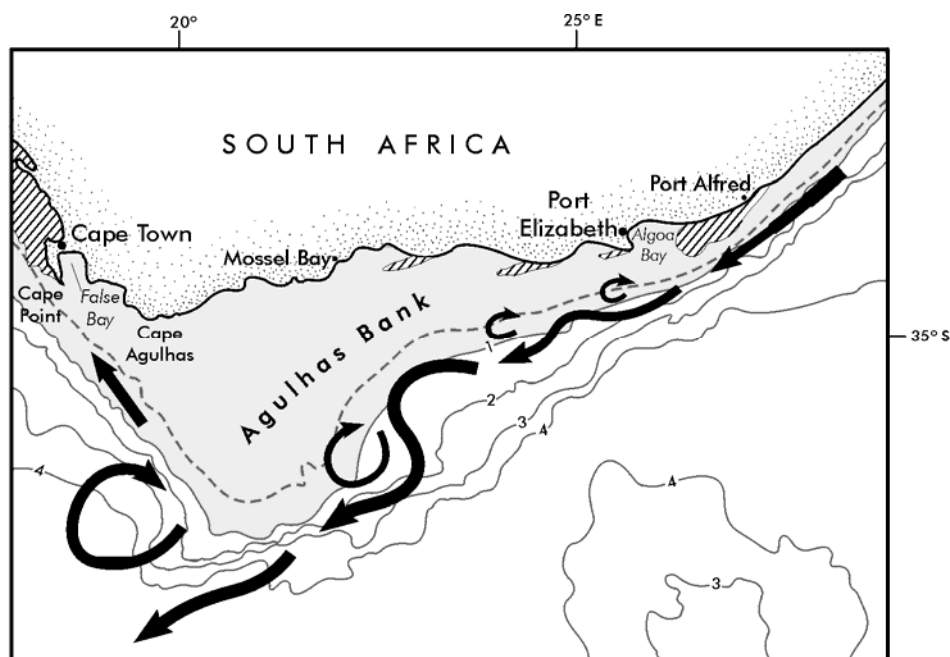 20°
25° E
SOUTH AFRICA
Port Alfred
Port
Elizabeth
Algoa
Bay
Cape Town
Mossel Bay
Cape
Point
False
Bay
Cape
Agulhas
Agulhas Bank
35° S
1
2
3
4
4
4
3